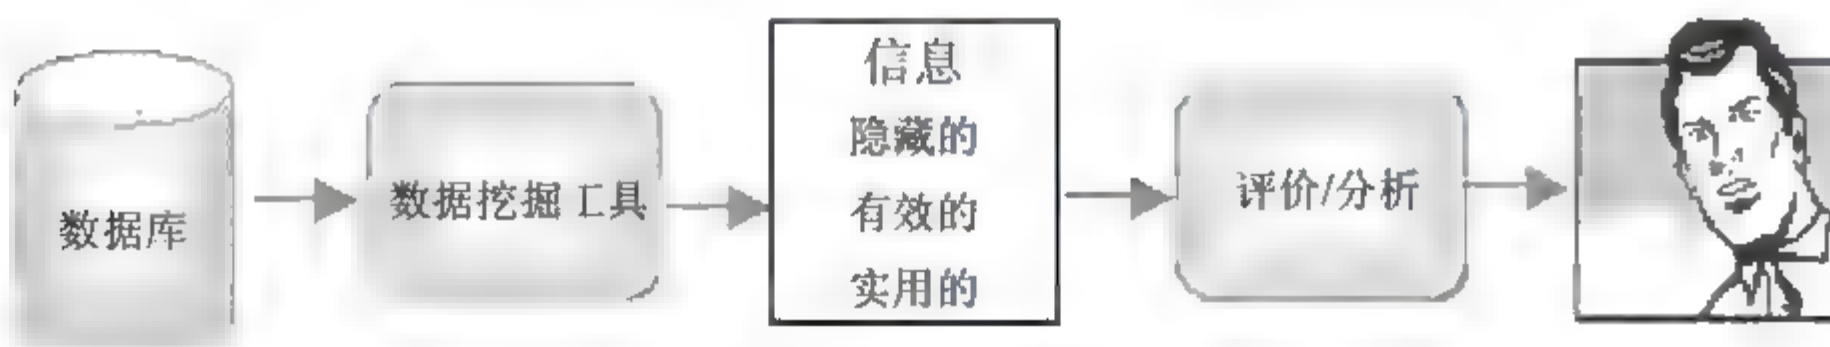 数据库
数据挖掘工具
信息
隐藏的
有效的
实用的
评价/分析